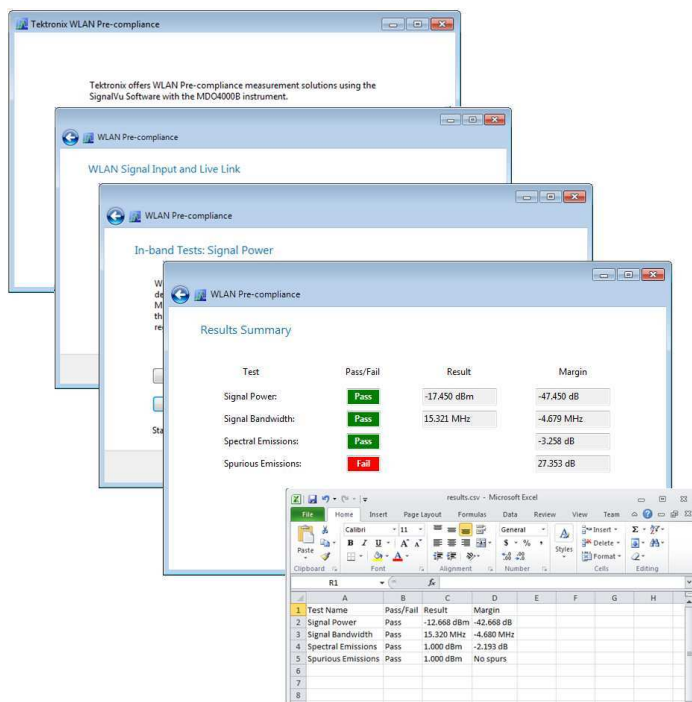 Tektronix WLAN Pre-compliance
Tektronix offers WLAN Pre-compliance measurement solutions using the
SignalVu Software with the MDO4000B instrument.
WLAN Pre-compliance
WLAN Signal Input and Live Link
WLAN Pre-compliance
In-band Tests: Signal Power
WLAN Pre-compliance
Results Summary
Test Pass/Fail Result Margin
Signal Power: Pass -17.450 dBm -47.450 dB
Signal Bandwidth: Pass 15.321 MHz -4.679 MHz
Spectral Emissions: Pass -3.258 dB
Spurious Emissions: Fail 27.353 dB
results.csv - Microsoft Excel
File Home Insert Page Layout Formulas Data Review View Team
Calibri 11 General Insert
Paste B I U $ % , Styles Delete
Format
Clipboard Font Alignment Number Cells Editing
R1 fx
A B C D E F G H
1 Test Name Pass/Fail Result Margin
2 Signal Power Pass -12.668 dBm -42.668 dB
3 Signal Bandwidth Pass 15.320 MHz -4.680 MHz
4 Spectral Emissions Pass 1.000 dBm -2.193 dB
5 Spurious Emissions Pass 1.000 dBm No spurs
6
7
8